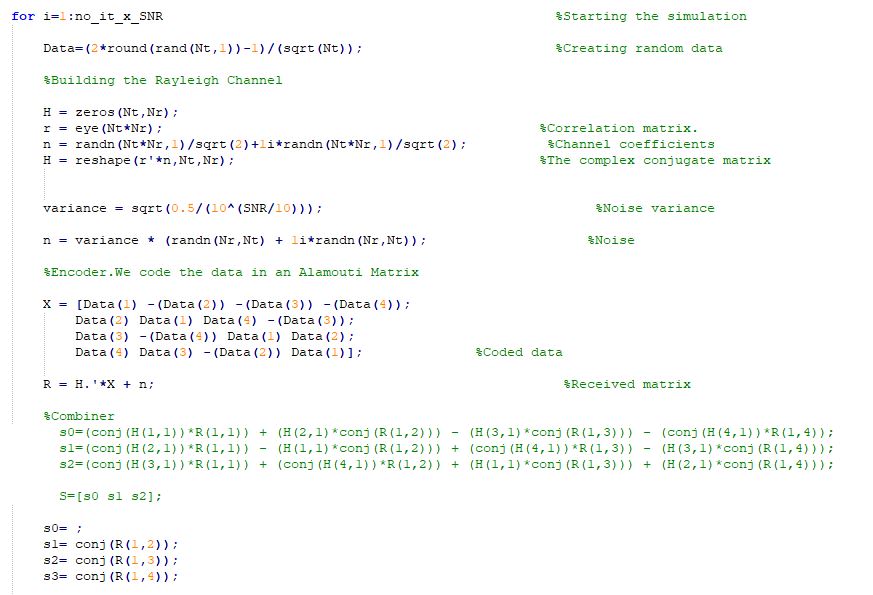 for i=1:no_it_x_SNR %Starting the simulation
Data=(2*round(rand(Nt,1))-1)/(sqrt(Nt)); %Creating random data
%Building the Rayleigh Channel
H = zeros(Nt,Nr);
r = eye(Nt*Nr); %Correlation matrix.
n = randn(Nt*Nr,1)/sqrt(2)+1i*randn(Nt*Nr,1)/sqrt(2); %Channel coefficients
H = reshape(r'*n,Nt,Nr); %The complex conjugate matrix
variance = sqrt(0.5/(10^(SNR/10))); %Noise variance
n = variance * (randn(Nr,Nt) + 1i*randn(Nr,Nt)); %Noise
%Encoder.We code the data in an Alamouti Matrix
X = [Data(1) -(Data(2)) -(Data(3)) -(Data(4));
Data(2) Data(1) Data(4) -(Data(3));
Data(3) -(Data(4)) Data(1) Data(2);
Data(4) Data(3) -(Data(2)) Data(1)]; %Coded data
R = H.'*X + n; %Received matrix
%Combiner
s0=(conj(H(1,1))*R(1,1)) + (H(2,1)*conj(R(1,2))) - (H(3,1)*conj(R(1,3))) - (conj(H(4,1))*R(1,4));
s1=(conj(H(2,1))*R(1,1)) - (H(1,1)*conj(R(1,2)) + (conj(H(4,1))*R(1,3)) - (H(3,1)*conj(R(1,4)));
s2=(conj(H(3,1))*R(1,1)) + (conj(H(4,1))*R(1,2)) + (H(1,1)*conj(R(1,3))) + (H(2,1)*conj(R(1,4)));
S=[s0 s1 s2];
s0= ;
s1= conj(R(1,2));
s2= conj(R(1,3));
s3= conj(R(1,4));